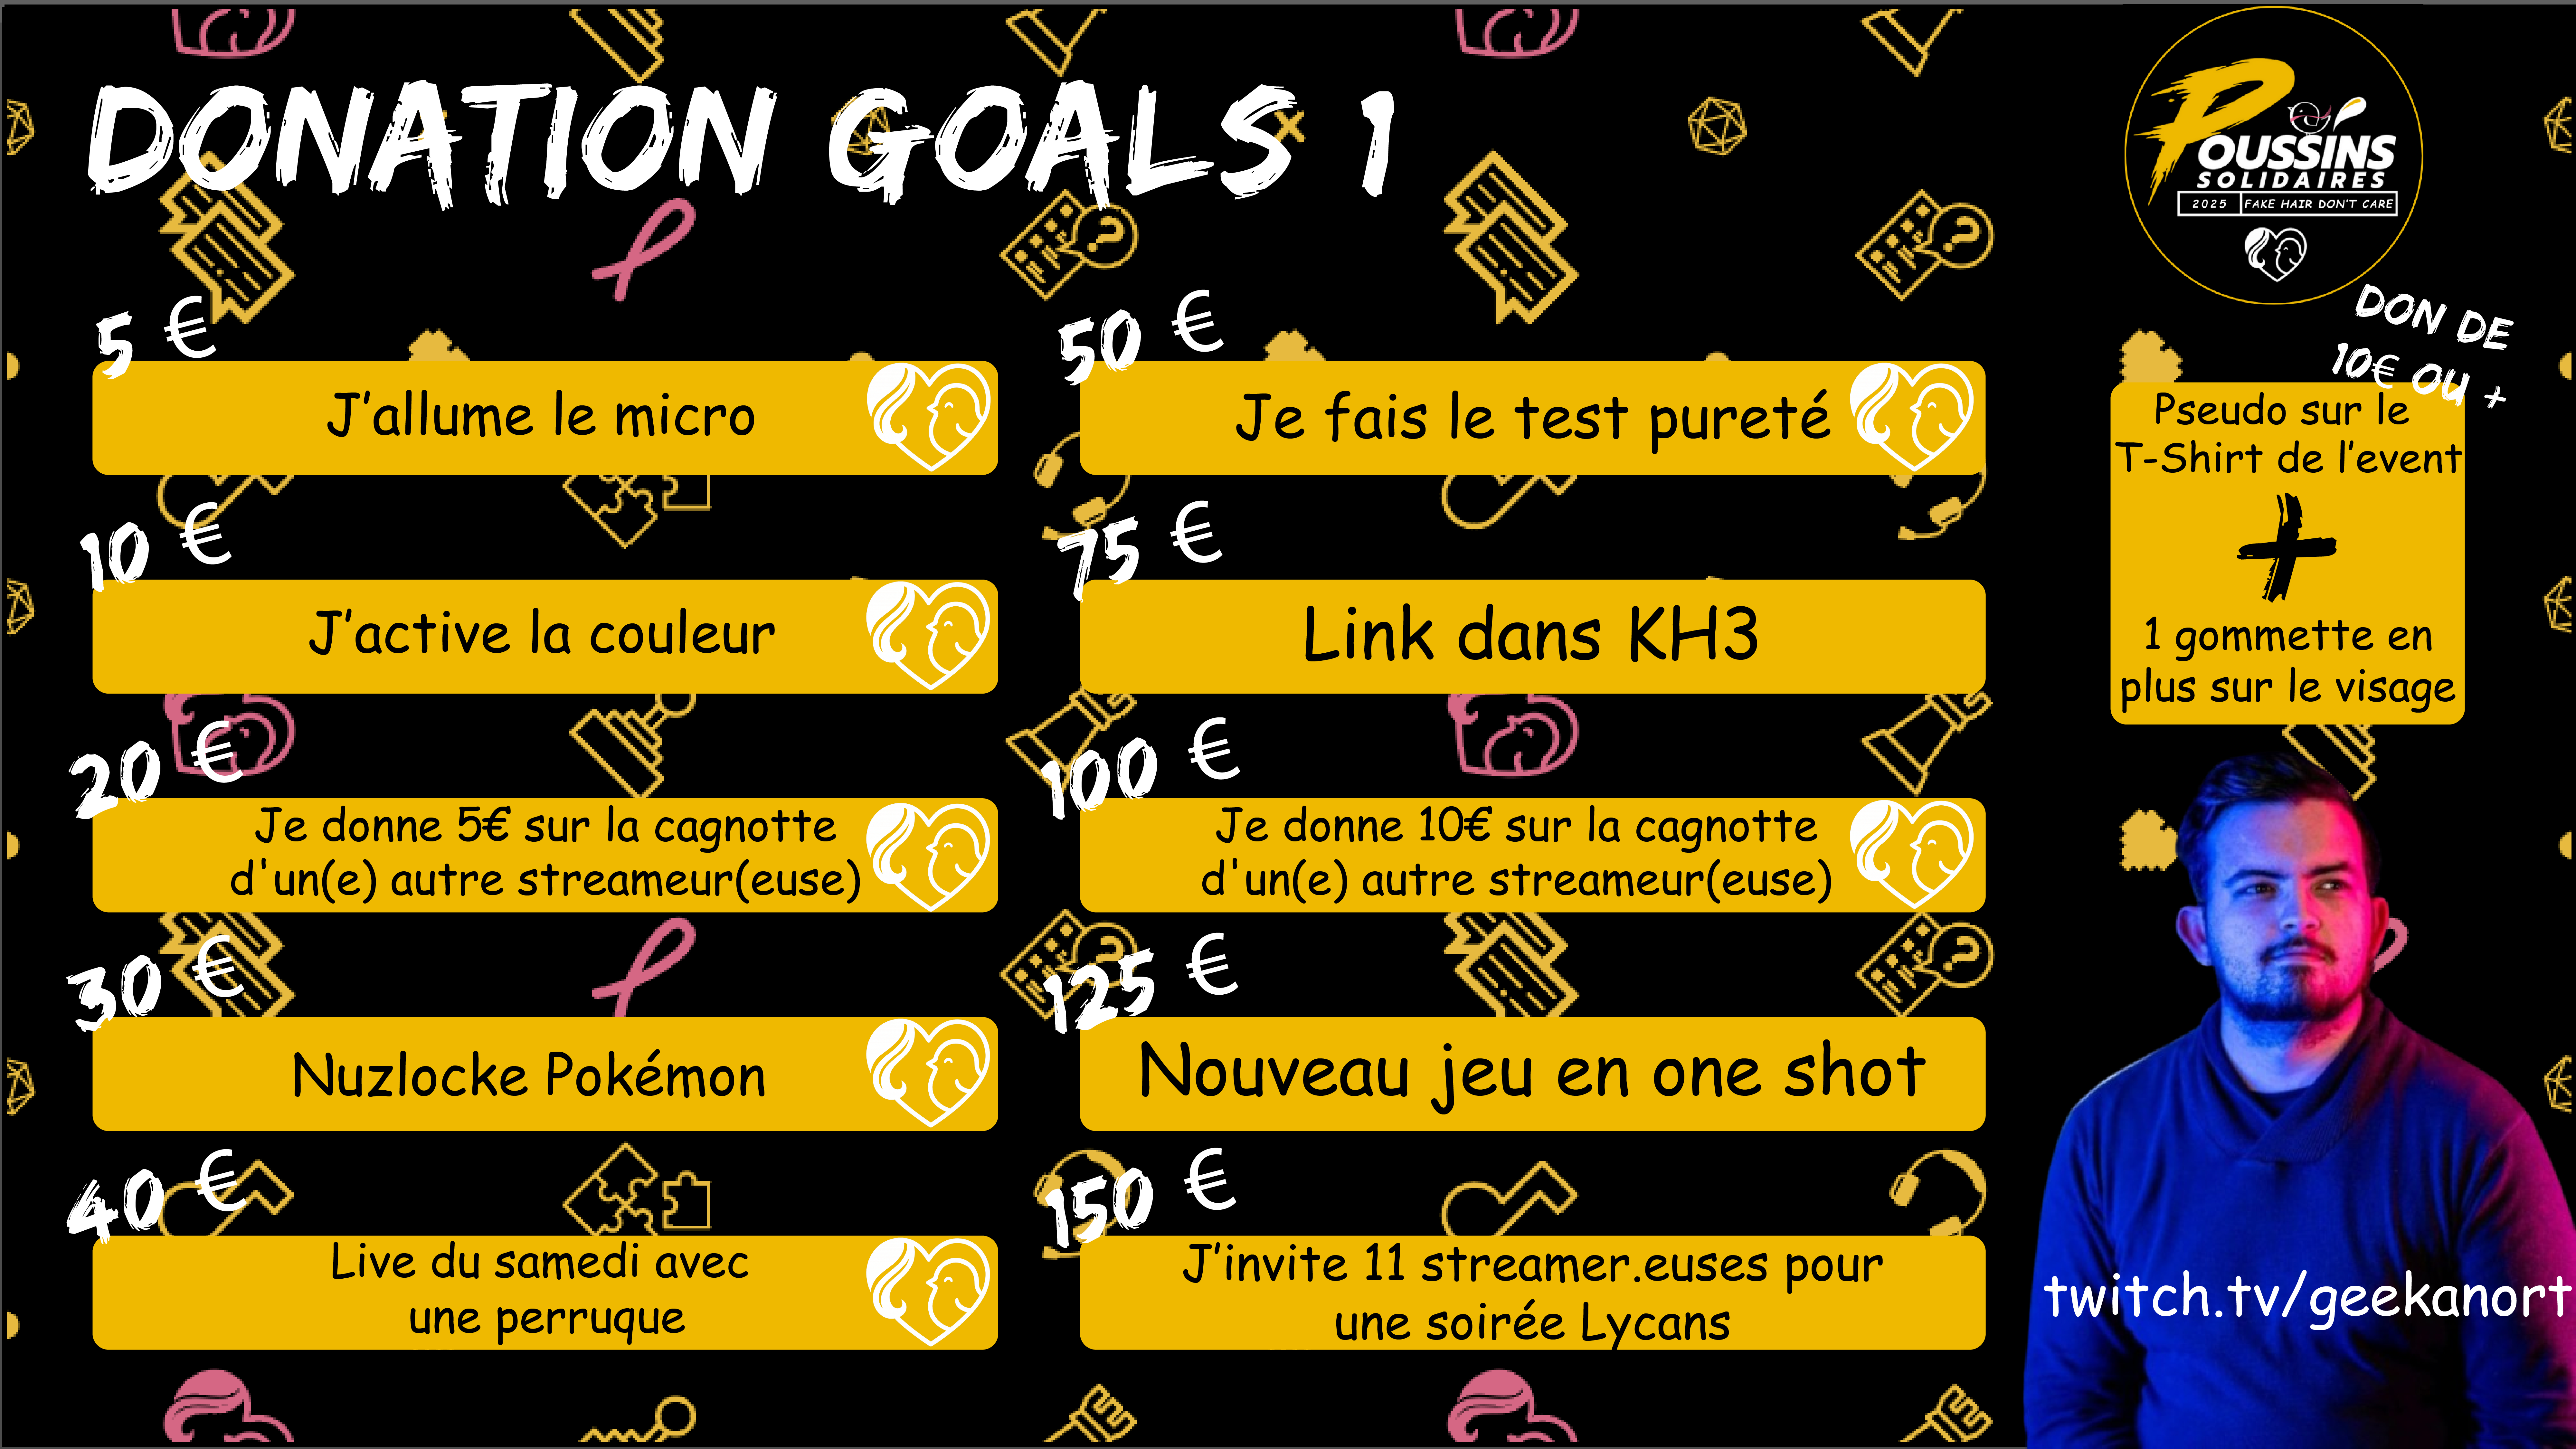 DONATION GOALS 1
POUSSINS
SOLIDAIRES
2025 FAKE HAIR DON'T CARE
5 €
J'allume le micro
10 €
J'active la couleur
20 €
Je donne 5€ sur la cagnotte
d'un(e) autre streameur(euse)
30 €
Nuzlocke Pokémon
40 €
Live du samedi avec
une perruque
50 €
Je fais le test pureté
75 €
Link dans KH3
100 €
Je donne 10€ sur la cagnotte
d'un(e) autre streameur(euse)
125 €
Nouveau jeu en one shot
150 €
J'invite 11 streamer.euses pour
une soirée Lycans
DON DE
10€ OU +
Pseudo sur le
T-Shirt de l'event
+
1 gommette en
plus sur le visage
twitch.tv/geekanort